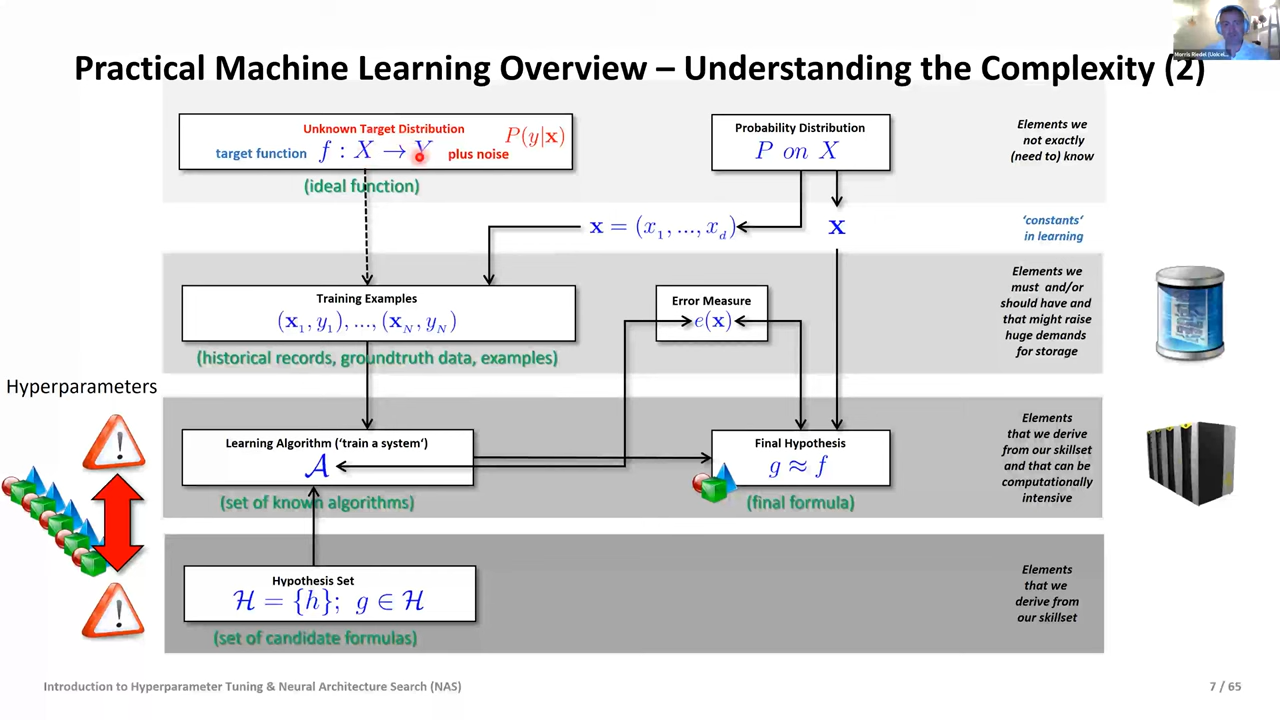 Morris Riedel (Uoicel...
Practical Machine Learning Overview – Understanding the Complexity (2)
Unknown Target Distribution
P(y|x)
target function f : X → Y plus noise
(ideal function)
Probability Distribution
P on X
Elements we
not exactly
(need to) know
x = (x₁, ..., x_d)
x
‘constants‘
in learning
Training Examples
(x₁, y₁), ..., (x_N, y_N)
(historical records, groundtruth data, examples)
Error Measure
e(x)
Elements we
must and/or
should have and
that might raise
huge demands
for storage
Hyperparameters
!
Learning Algorithm (‘train a system‘)
𝒜
(set of known algorithms)
Final Hypothesis
g ≈ f
(final formula)
Elements
that we derive
from our skillset
and that can be
computationally
intensive
!
Hypothesis Set
ℋ = {h}; g ∈ ℋ
(set of candidate formulas)
Elements
that we
derive from
our skillset
Introduction to Hyperparameter Tuning & Neural Architecture Search (NAS)
7 / 65